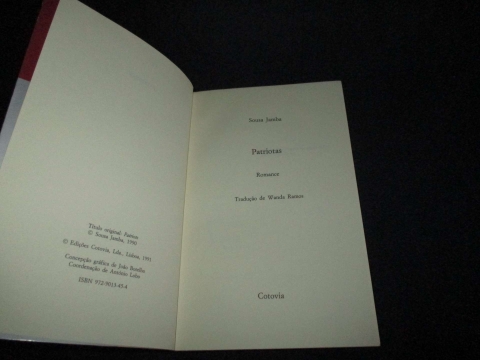 Título original: Patriots
© Sousa Jamba, 1990
© Edições Cotovia, Lda., Lisboa, 1991
Concepção gráfica de João Botelho
Coordenação de António Lobo
ISBN 972-9013-45-4
Sousa Jamba
Patriotas
Romance
Tradução de Wanda Ramos
Cotovia